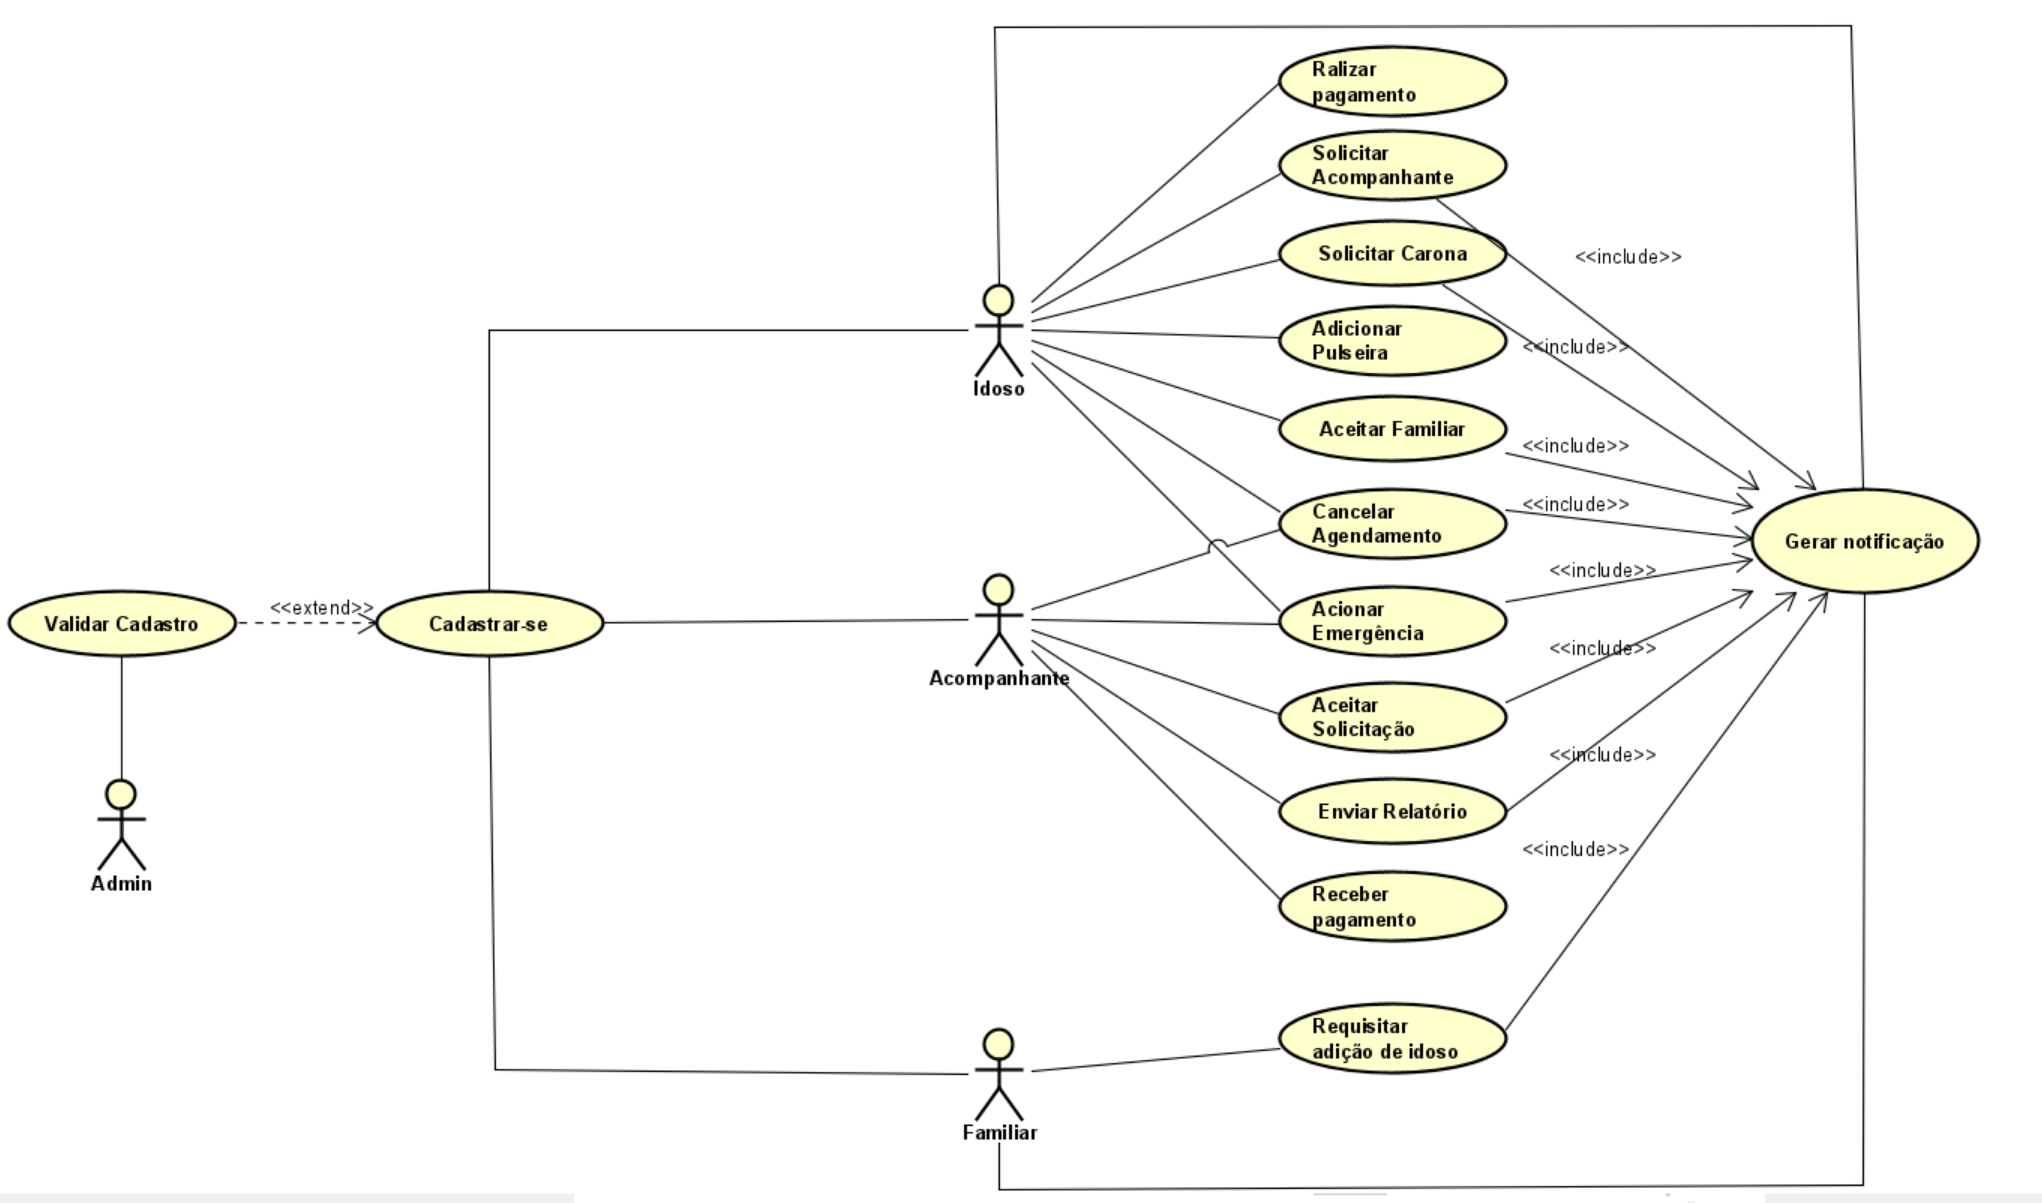 Ralizar
pagamento
Solicitar
Acompanhante
<<include>>
Solicitar Carona
Adicionar
Pulseira
<<include>>
Idoso
Aceitar Familiar
<<include>>
Cancelar
Agendamento
<<include>>
Gerar notificação
<<include>>
Validar Cadastro
<<extend>>
Cadastrar-se
Acompanhante
Acionar
Emergência
<<include>>
Aceitar
Solicitação
<<include>>
Enviar Relatório
<<include>>
Admin
Receber
pagamento
Requisitar
adição de idoso
Familiar